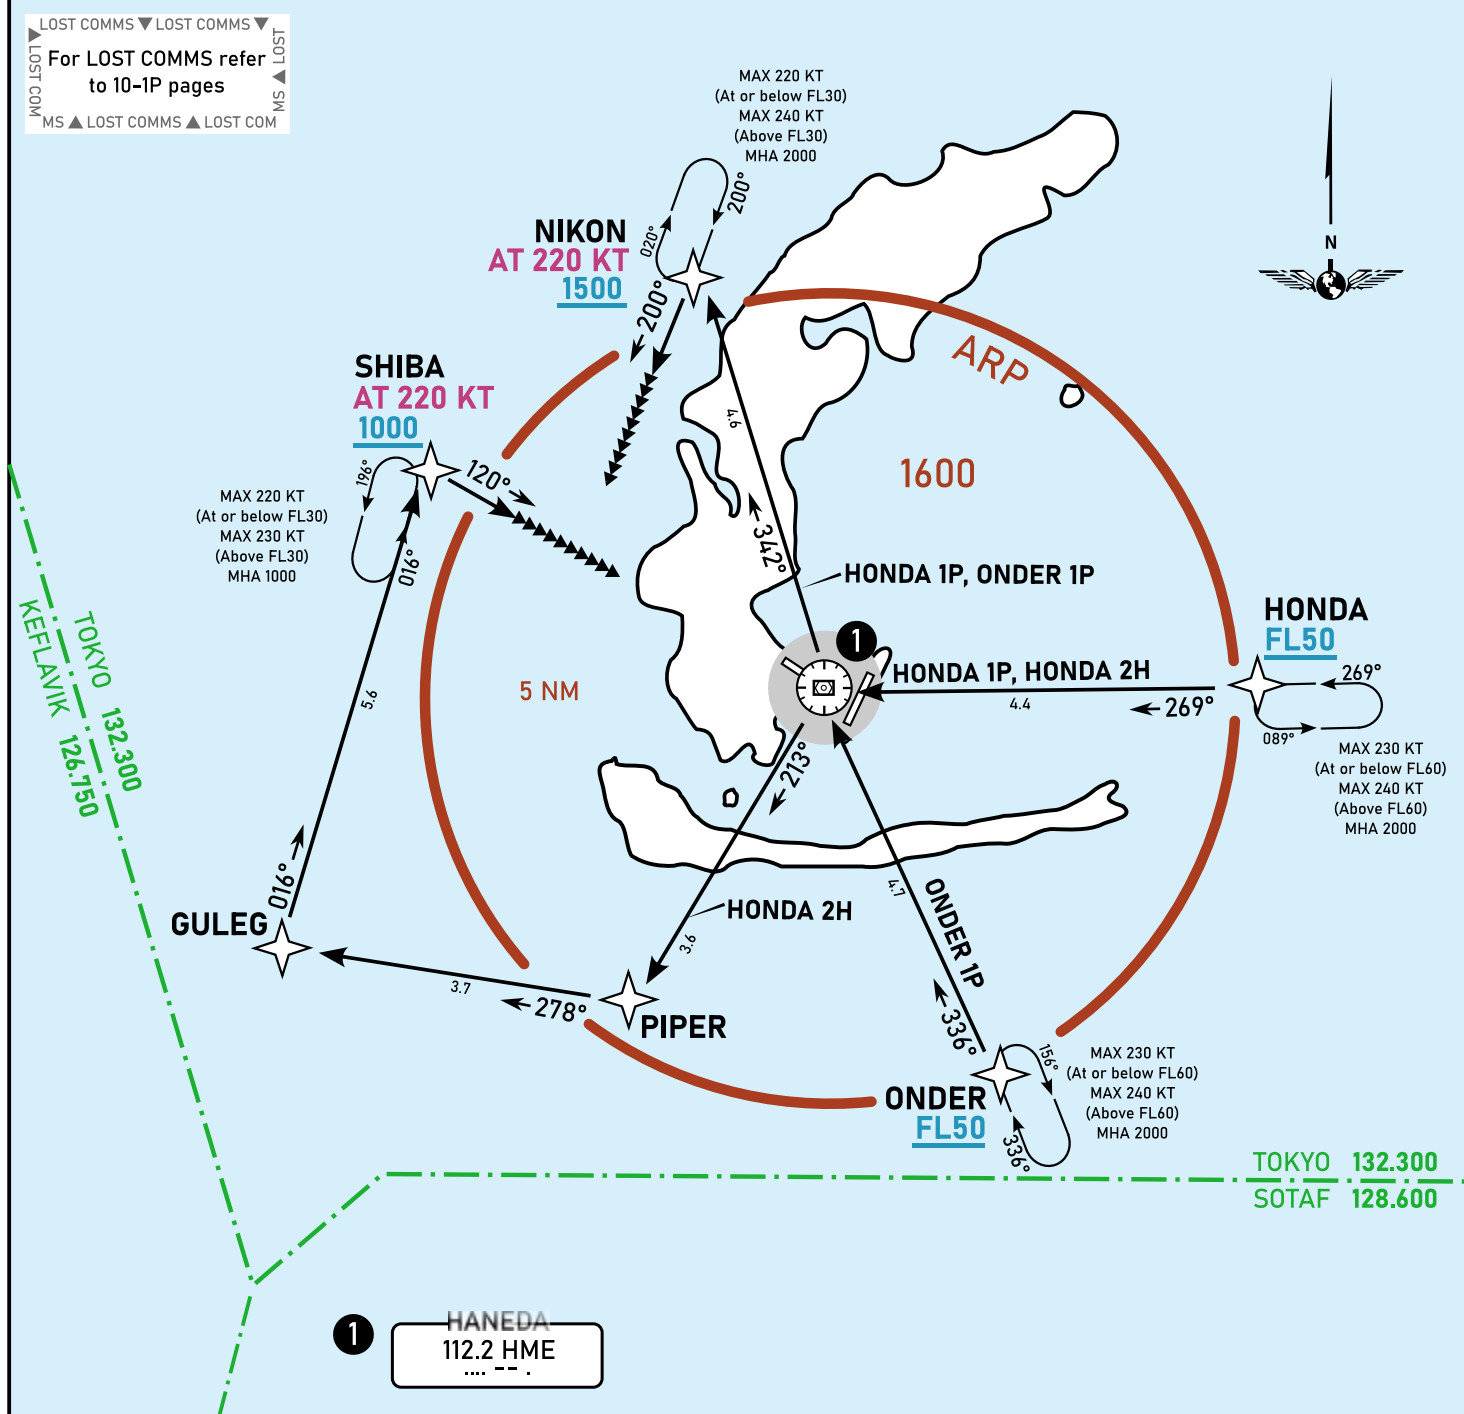 LOST COMMS ▼ LOST COMMS ▼
LOST COM
MS ▲ LOST
For LOST COMMS refer
to 10-1P pages
MS ▲ LOST COMMS ▲ LOST COM
MAX 220 KT
(At or below FL30)
MAX 240 KT
(Above FL30)
MHA 2000
200°
020°
NIKON
AT 220 KT
1500
200°
N
ARP
SHIBA
AT 220 KT
1000
4.6
196°
120°
1600
MAX 220 KT
(At or below FL30)
MAX 230 KT
(Above FL30)
MHA 1000
016°
342°
HONDA 1P, ONDER 1P
HONDA
FL50
1
HONDA 1P, HONDA 2H
269°
4.4
269°
089°
5 NM
5.6
TOKYO 132.300
KEFLAVIK 126.750
213°
MAX 230 KT
(At or below FL60)
MAX 240 KT
(Above FL60)
MHA 2000
016°
4.7
ONDER 1P
GULEG
HONDA 2H
3.6
3.7
278°
PIPER
336°
156°
MAX 230 KT
(At or below FL60)
MAX 240 KT
(Above FL60)
MHA 2000
ONDER
FL50
336°
TOKYO 132.300
SOTAF 128.600
1
HANEDA
112.2 HME